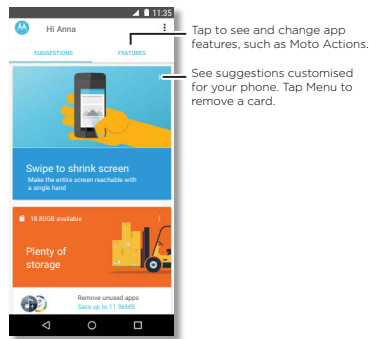 11:35
Hi Anna
SUGGESTIONS FEATURES
Tap to see and change app
features, such as Moto Actions.
See suggestions customised
for your phone. Tap Menu to
remove a card.
Swipe to shrink screen
Make the entire screen reachable with
a single hand
18.80GB available
Plenty of
storage
Remove unused apps
Save up to 11.96MB